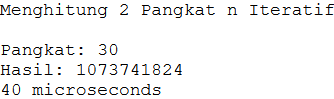 Menghitung 2 Pangkat n Iteratif
Pangkat: 30
Hasil: 1073741824
40 microseconds